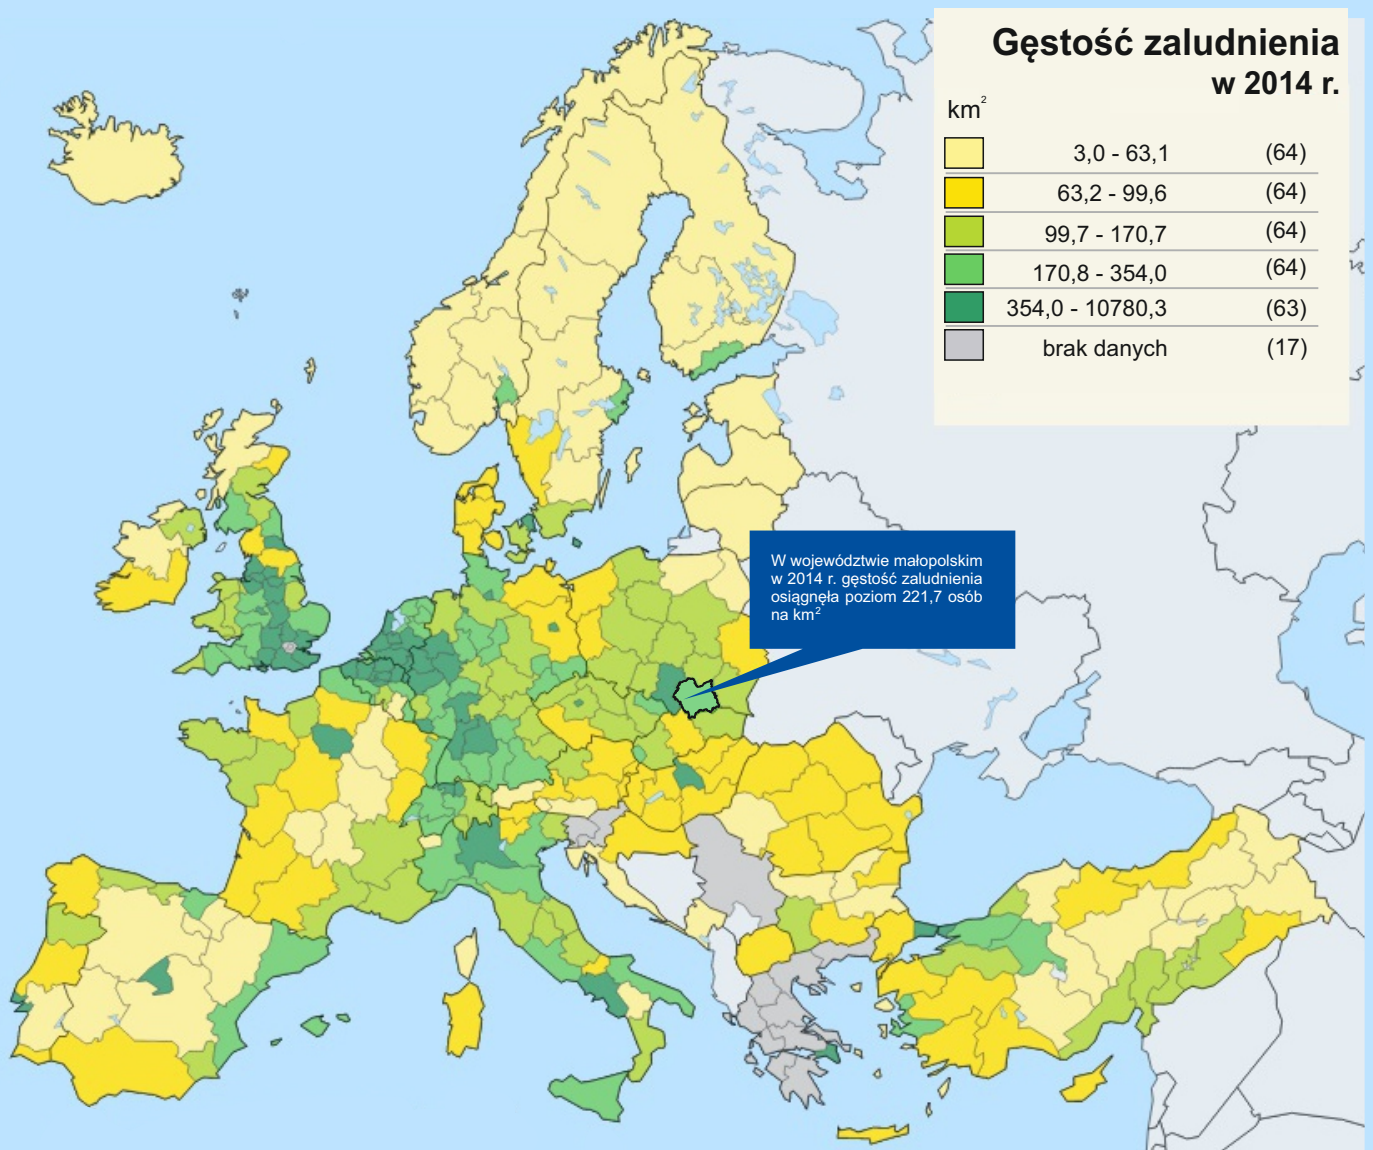 Gęstość zaludnienia
w 2014 r.
km²
3,0 - 63,1 (64)
63,2 - 99,6 (64)
99,7 - 170,7 (64)
170,8 - 354,0 (64)
354,0 - 10780,3 (63)
brak danych (17)
W województwie małopolskim
w 2014 r. gęstość zaludnienia
osiągnęła poziom 221,7 osób
na km²